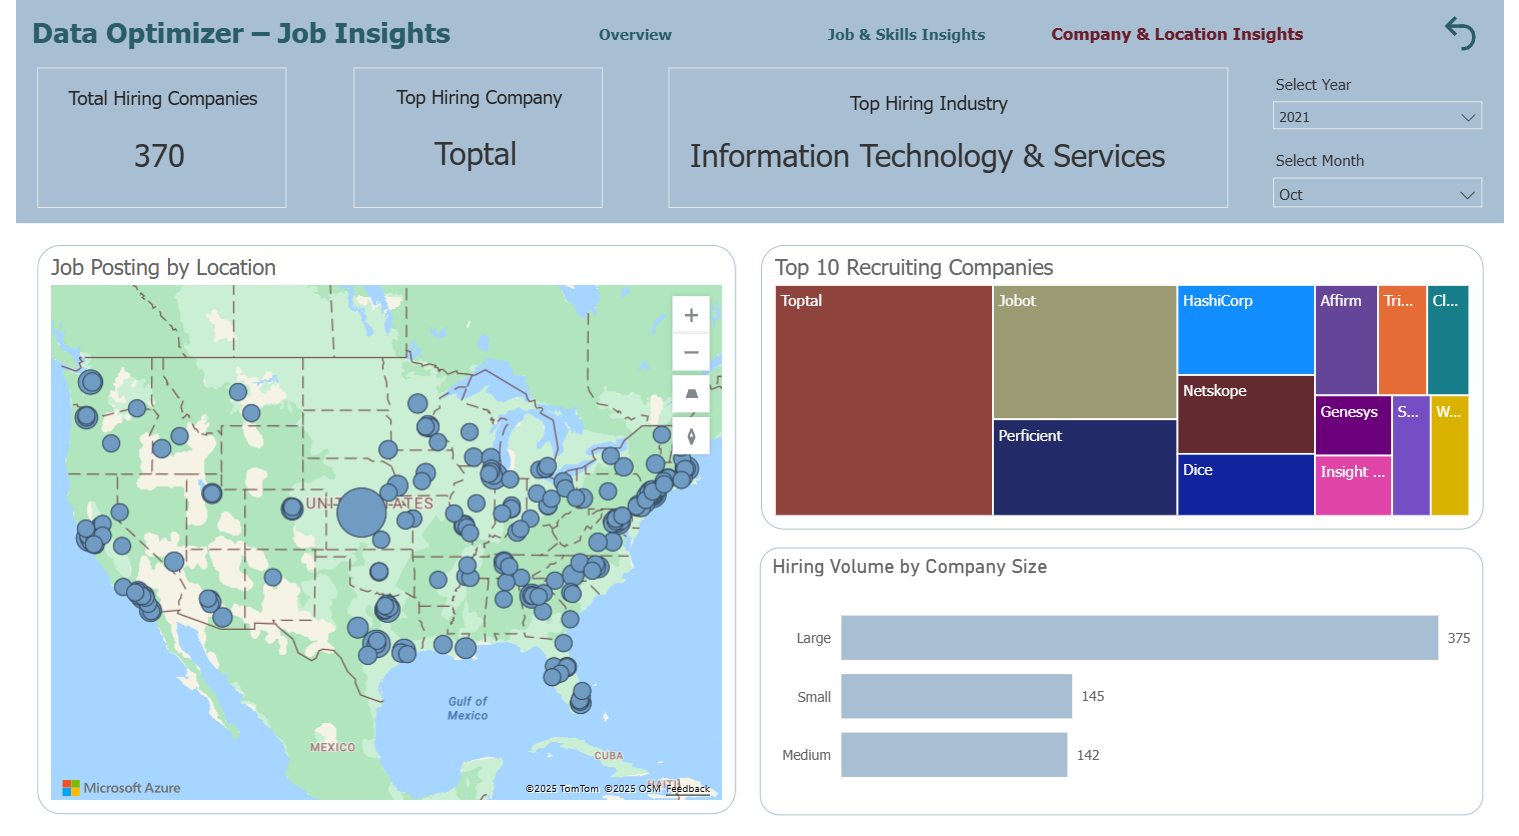 Data Optimizer – Job Insights
Overview
Job & Skills Insights
Company & Location Insights
Total Hiring Companies
370
Top Hiring Company
Toptal
Top Hiring Industry
Information Technology & Services
Select Year
2021
Select Month
Oct
Job Posting by Location
UNITED STATES
Gulf of
Mexico
MEXICO
CUBA
HAITI
Microsoft Azure
©2025 TomTom ©2025 OSM Feedback
Top 10 Recruiting Companies
Toptal
Jobot
Perficient
HashiCorp
Netskope
Dice
Affirm
Tri...
Cl...
Genesys
S...
W...
Insight ...
Hiring Volume by Company Size
Large
375
Small
145
Medium
142